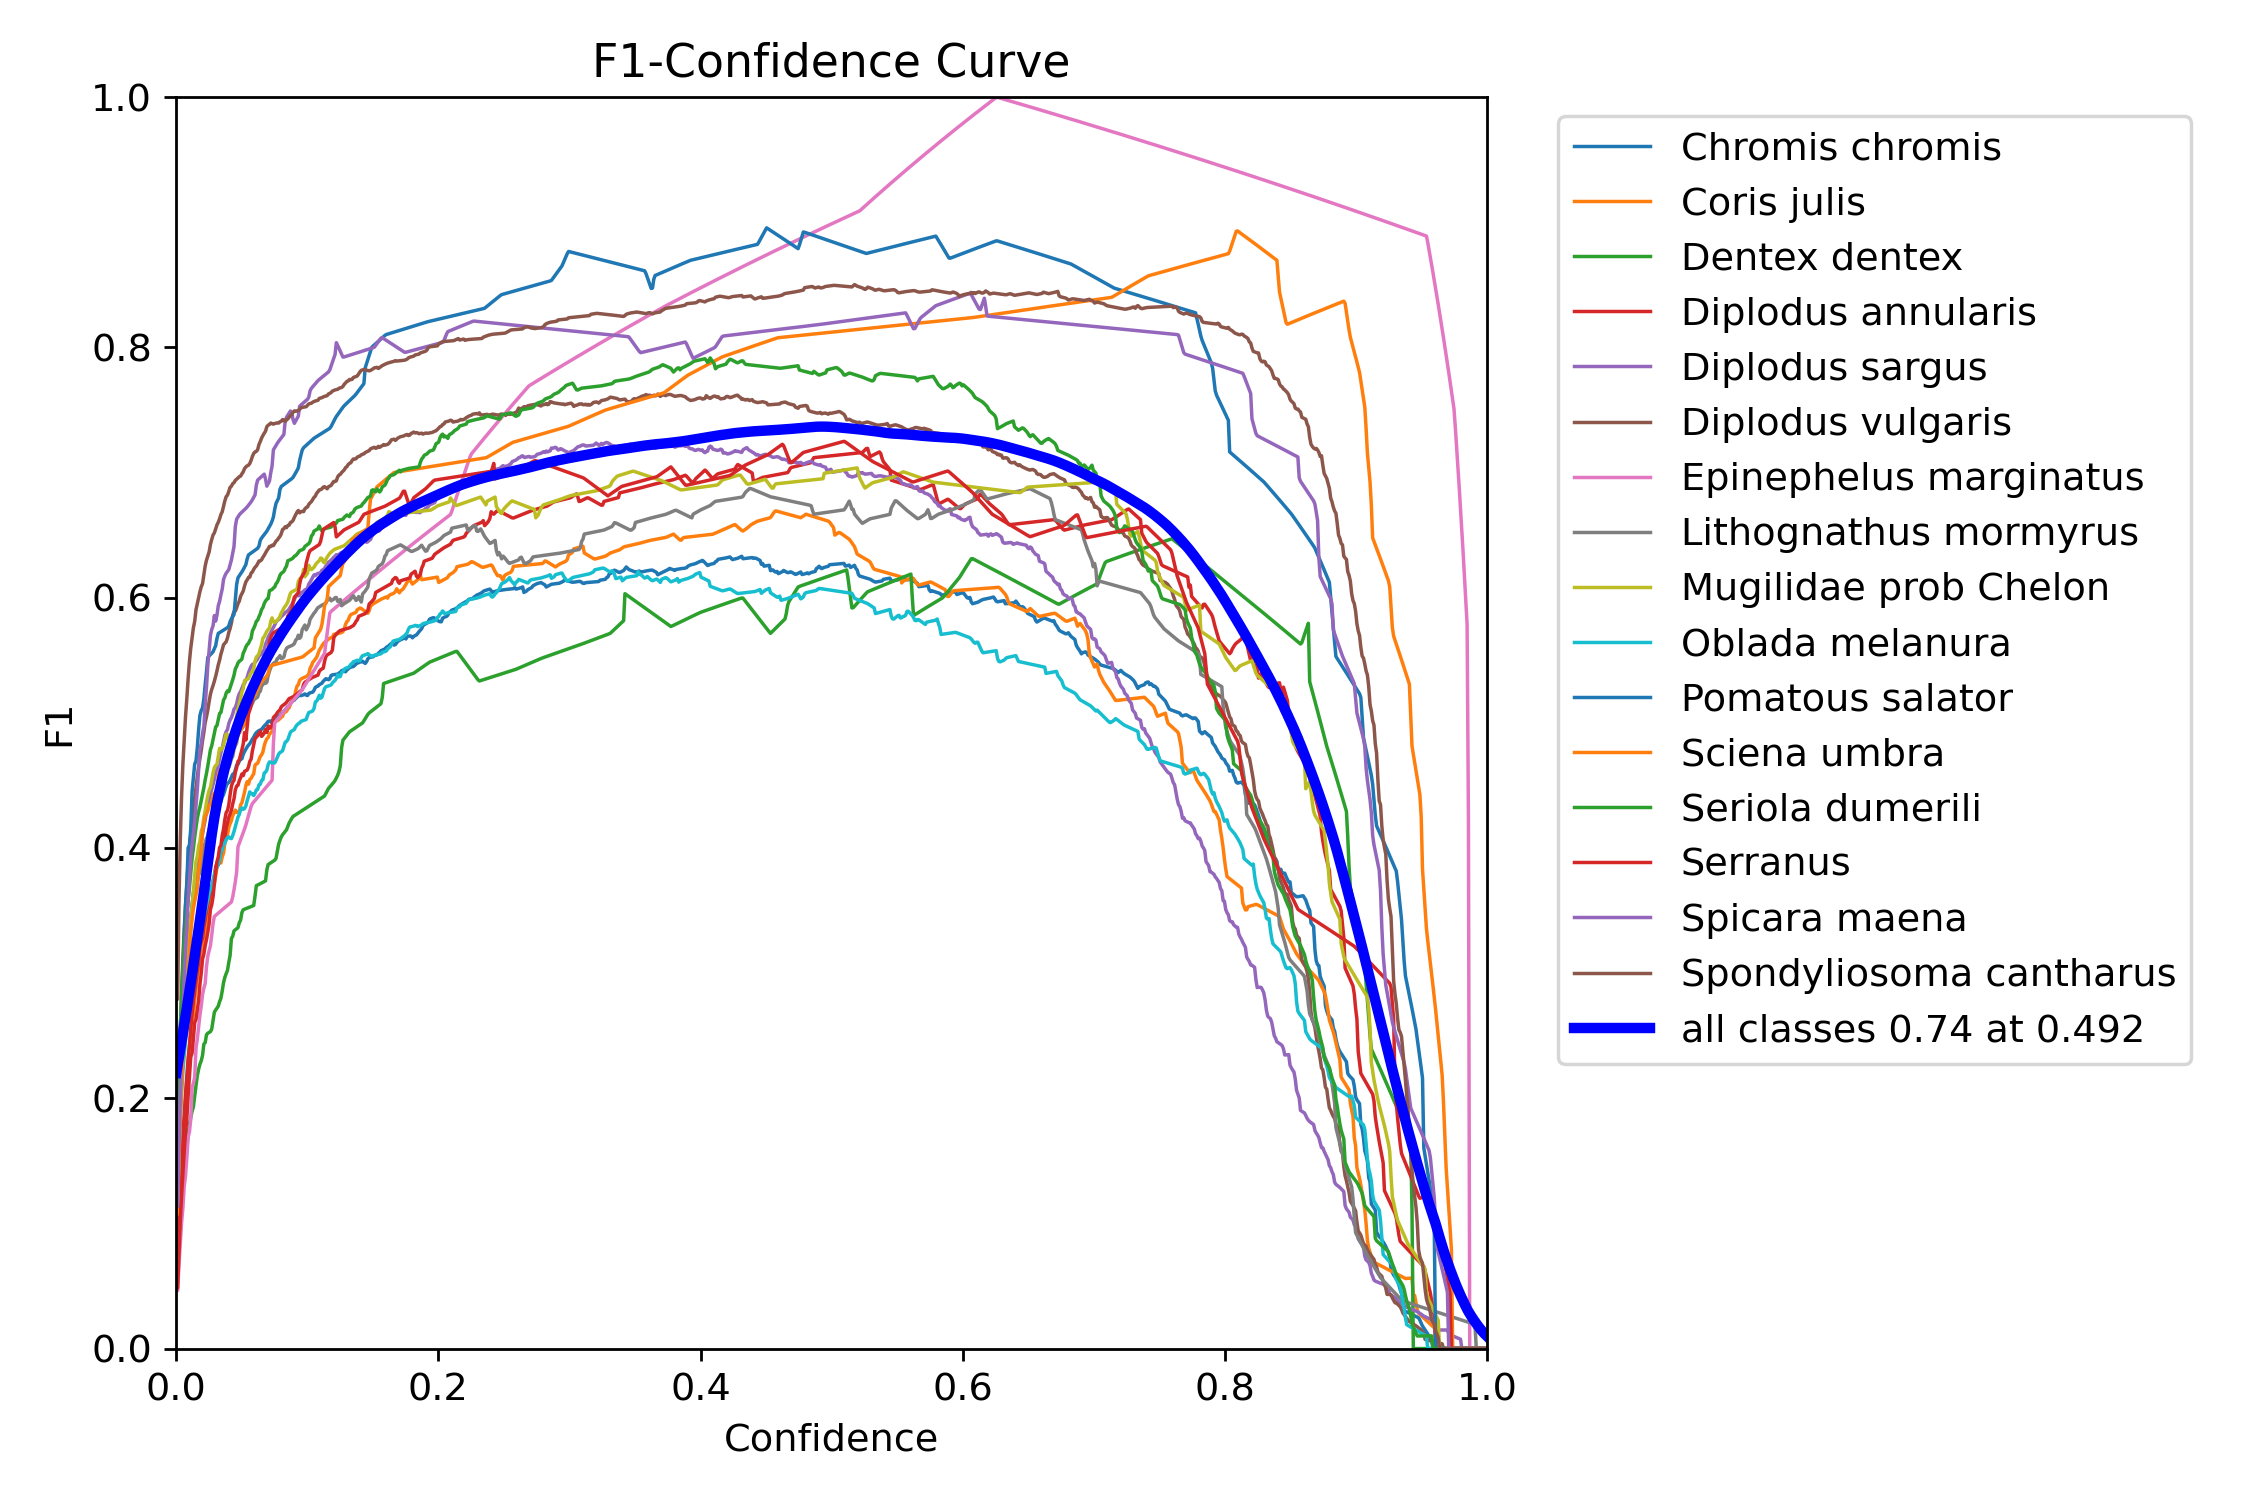 F1-Confidence Curve
1.0
0.8
0.6
0.4
0.2
0.0
F1
0.0 0.2 0.4 0.6 0.8 1.0
Confidence
Chromis chromis
Coris julis
Dentex dentex
Diplodus annularis
Diplodus sargus
Diplodus vulgaris
Epinephelus marginatus
Lithognathus mormyrus
Mugilidae prob Chelon
Oblada melanura
Pomatous salator
Sciena umbra
Seriola dumerili
Serranus
Spicara maena
Spondyliosoma cantharus
all classes 0.74 at 0.492